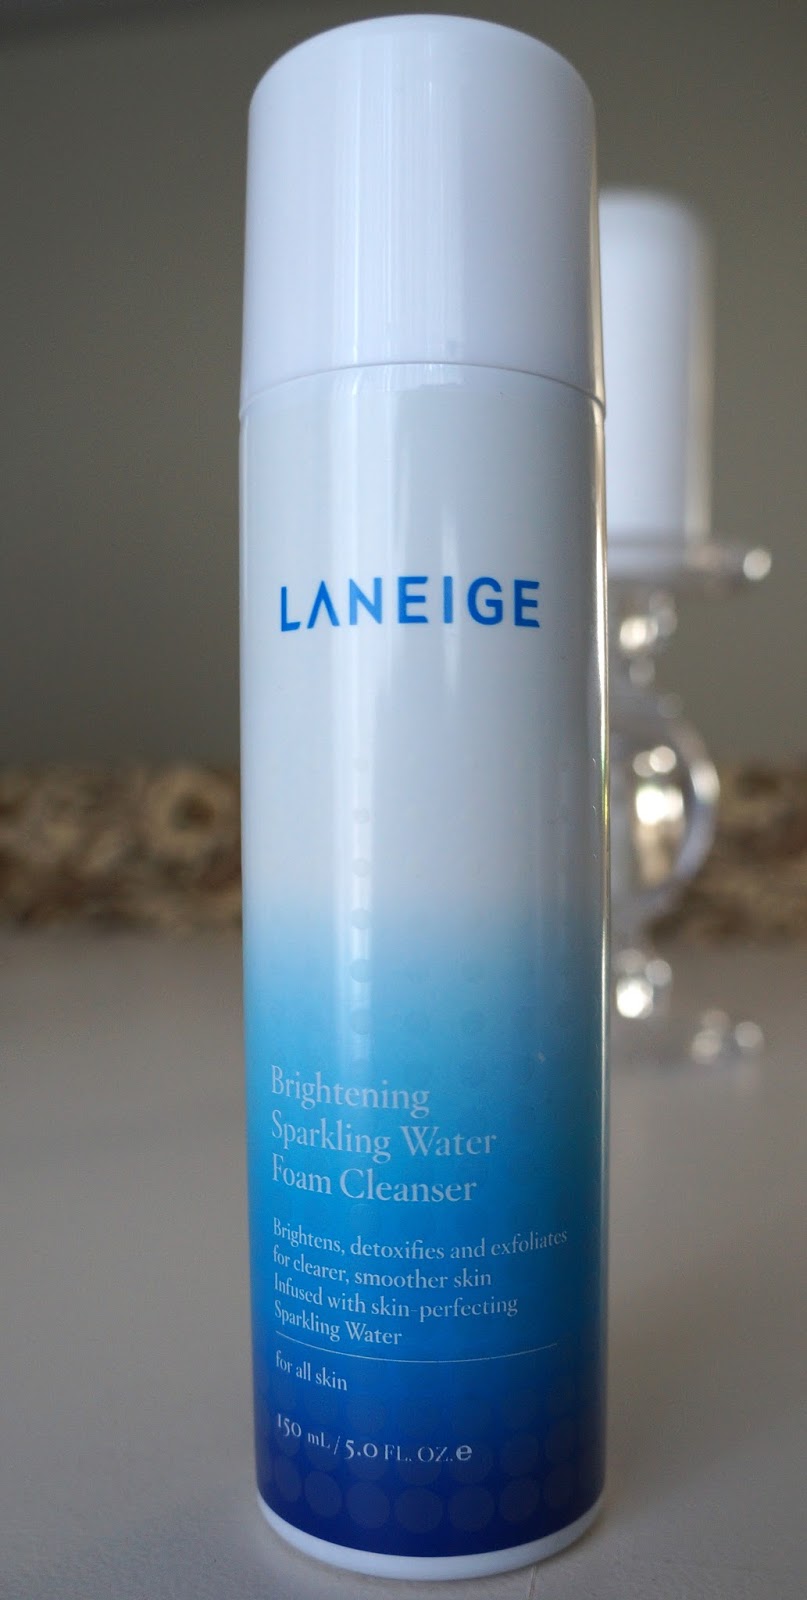 LANEIGE
Brightening
Sparkling Water
Foam Cleanser
Brightens, detoxifies and exfoliates
for clearer, smoother skin
Infused with skin-perfecting
Sparkling Water
for all skin
150 mL / 5.0 FL. OZ. ℮